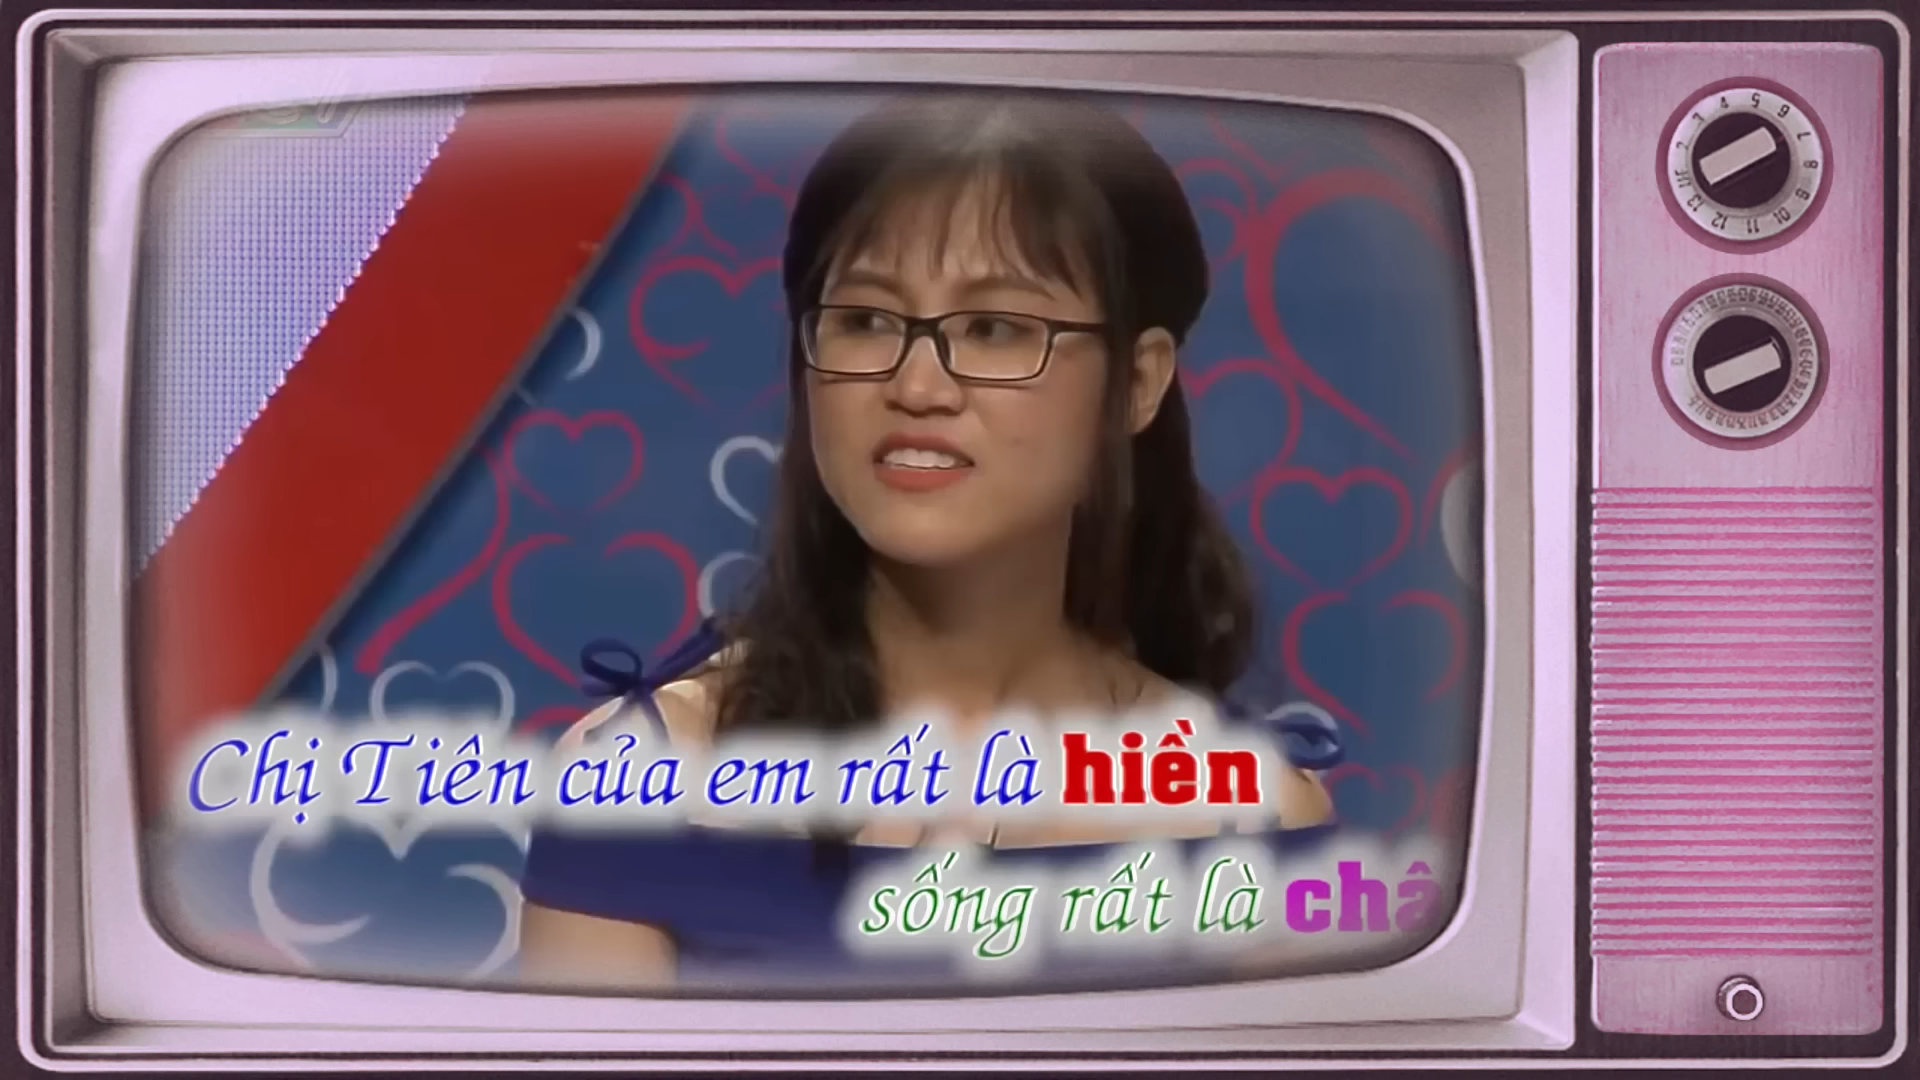 Chị Tiên của em rất là hiền
sống rất là châ